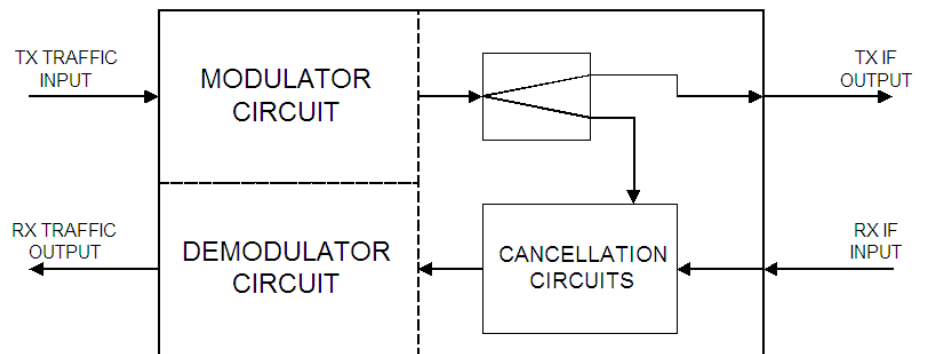 TX TRAFFIC
INPUT
MODULATOR
CIRCUIT
TX IF
OUTPUT
RX TRAFFIC
OUTPUT
DEMODULATOR
CIRCUIT
CANCELLATION
CIRCUITS
RX IF
INPUT